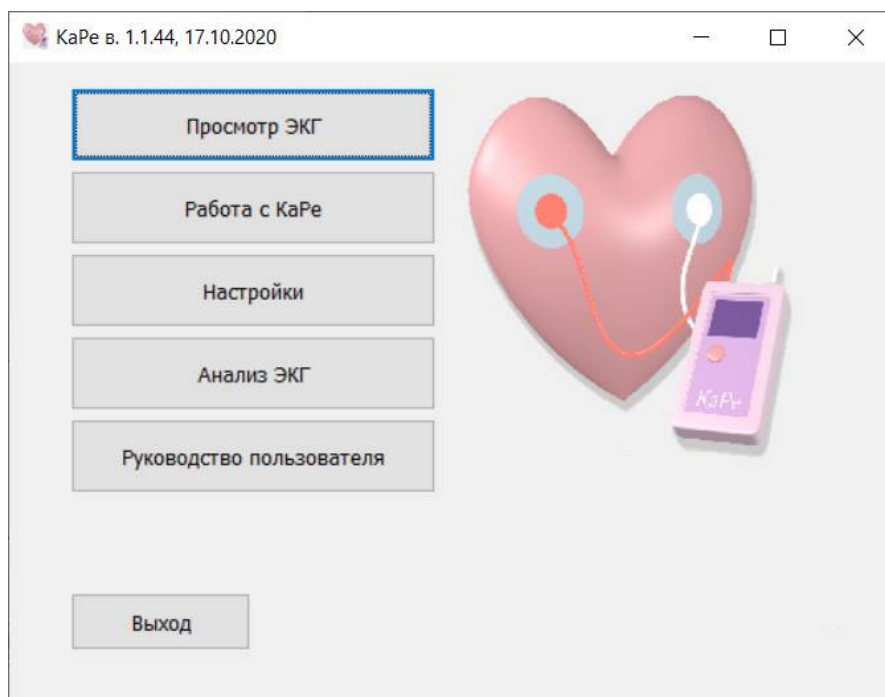 КаРе в. 1.1.44, 17.10.2020
Просмотр ЭКГ
Работа с КаРе
Настройки
Анализ ЭКГ
Руководство пользователя
КаРе
Выход